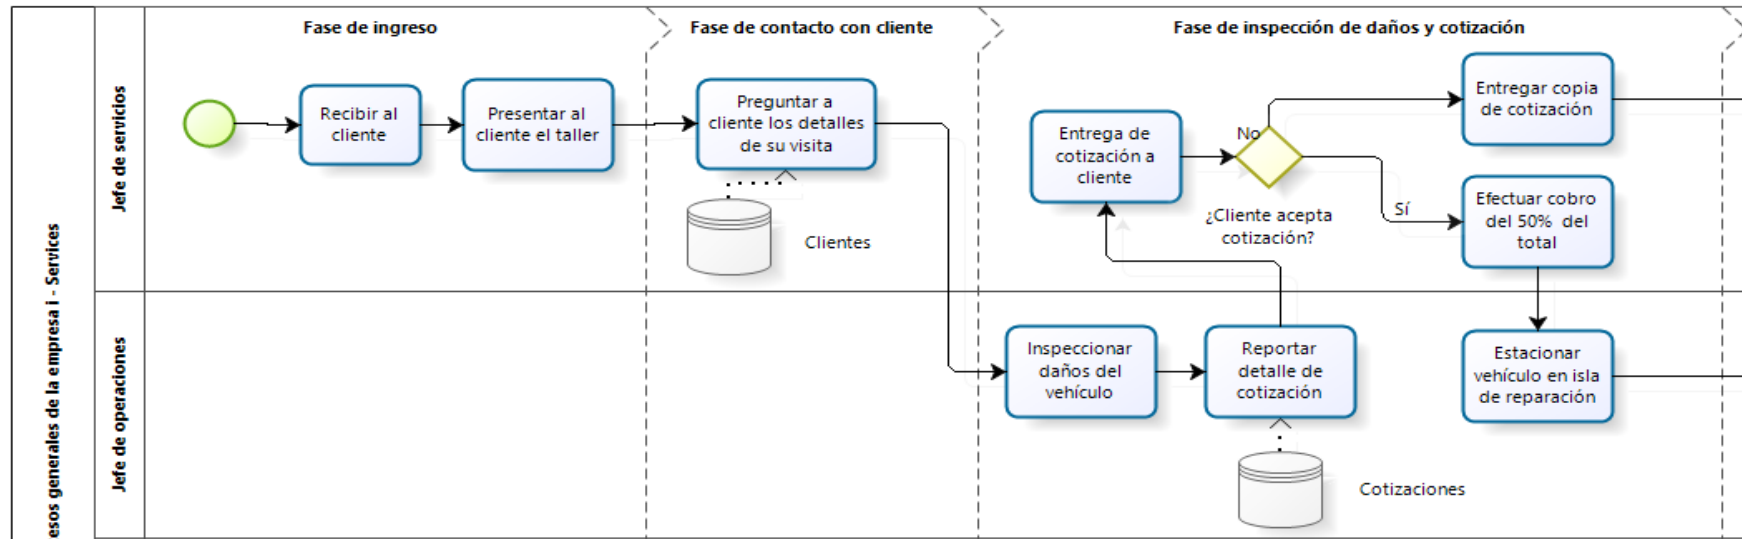 Fase de ingreso
Fase de contacto con cliente
Fase de inspección de daños y cotización
esos generales de la empresa i - Services
Jefe de servicios
Recibir al
cliente
Presentar al
cliente el taller
Preguntar a
cliente los detalles
de su visita
Clientes
Entrega de
cotización a
cliente
No
¿Cliente acepta
cotización?
Sí
Entregar copia
de cotización
Efectuar cobro
del 50% del
total
Jefe de operaciones
Inspeccionar
daños del
vehículo
Reportar
detalle de
cotización
Cotizaciones
Estacionar
vehículo en isla
de reparación